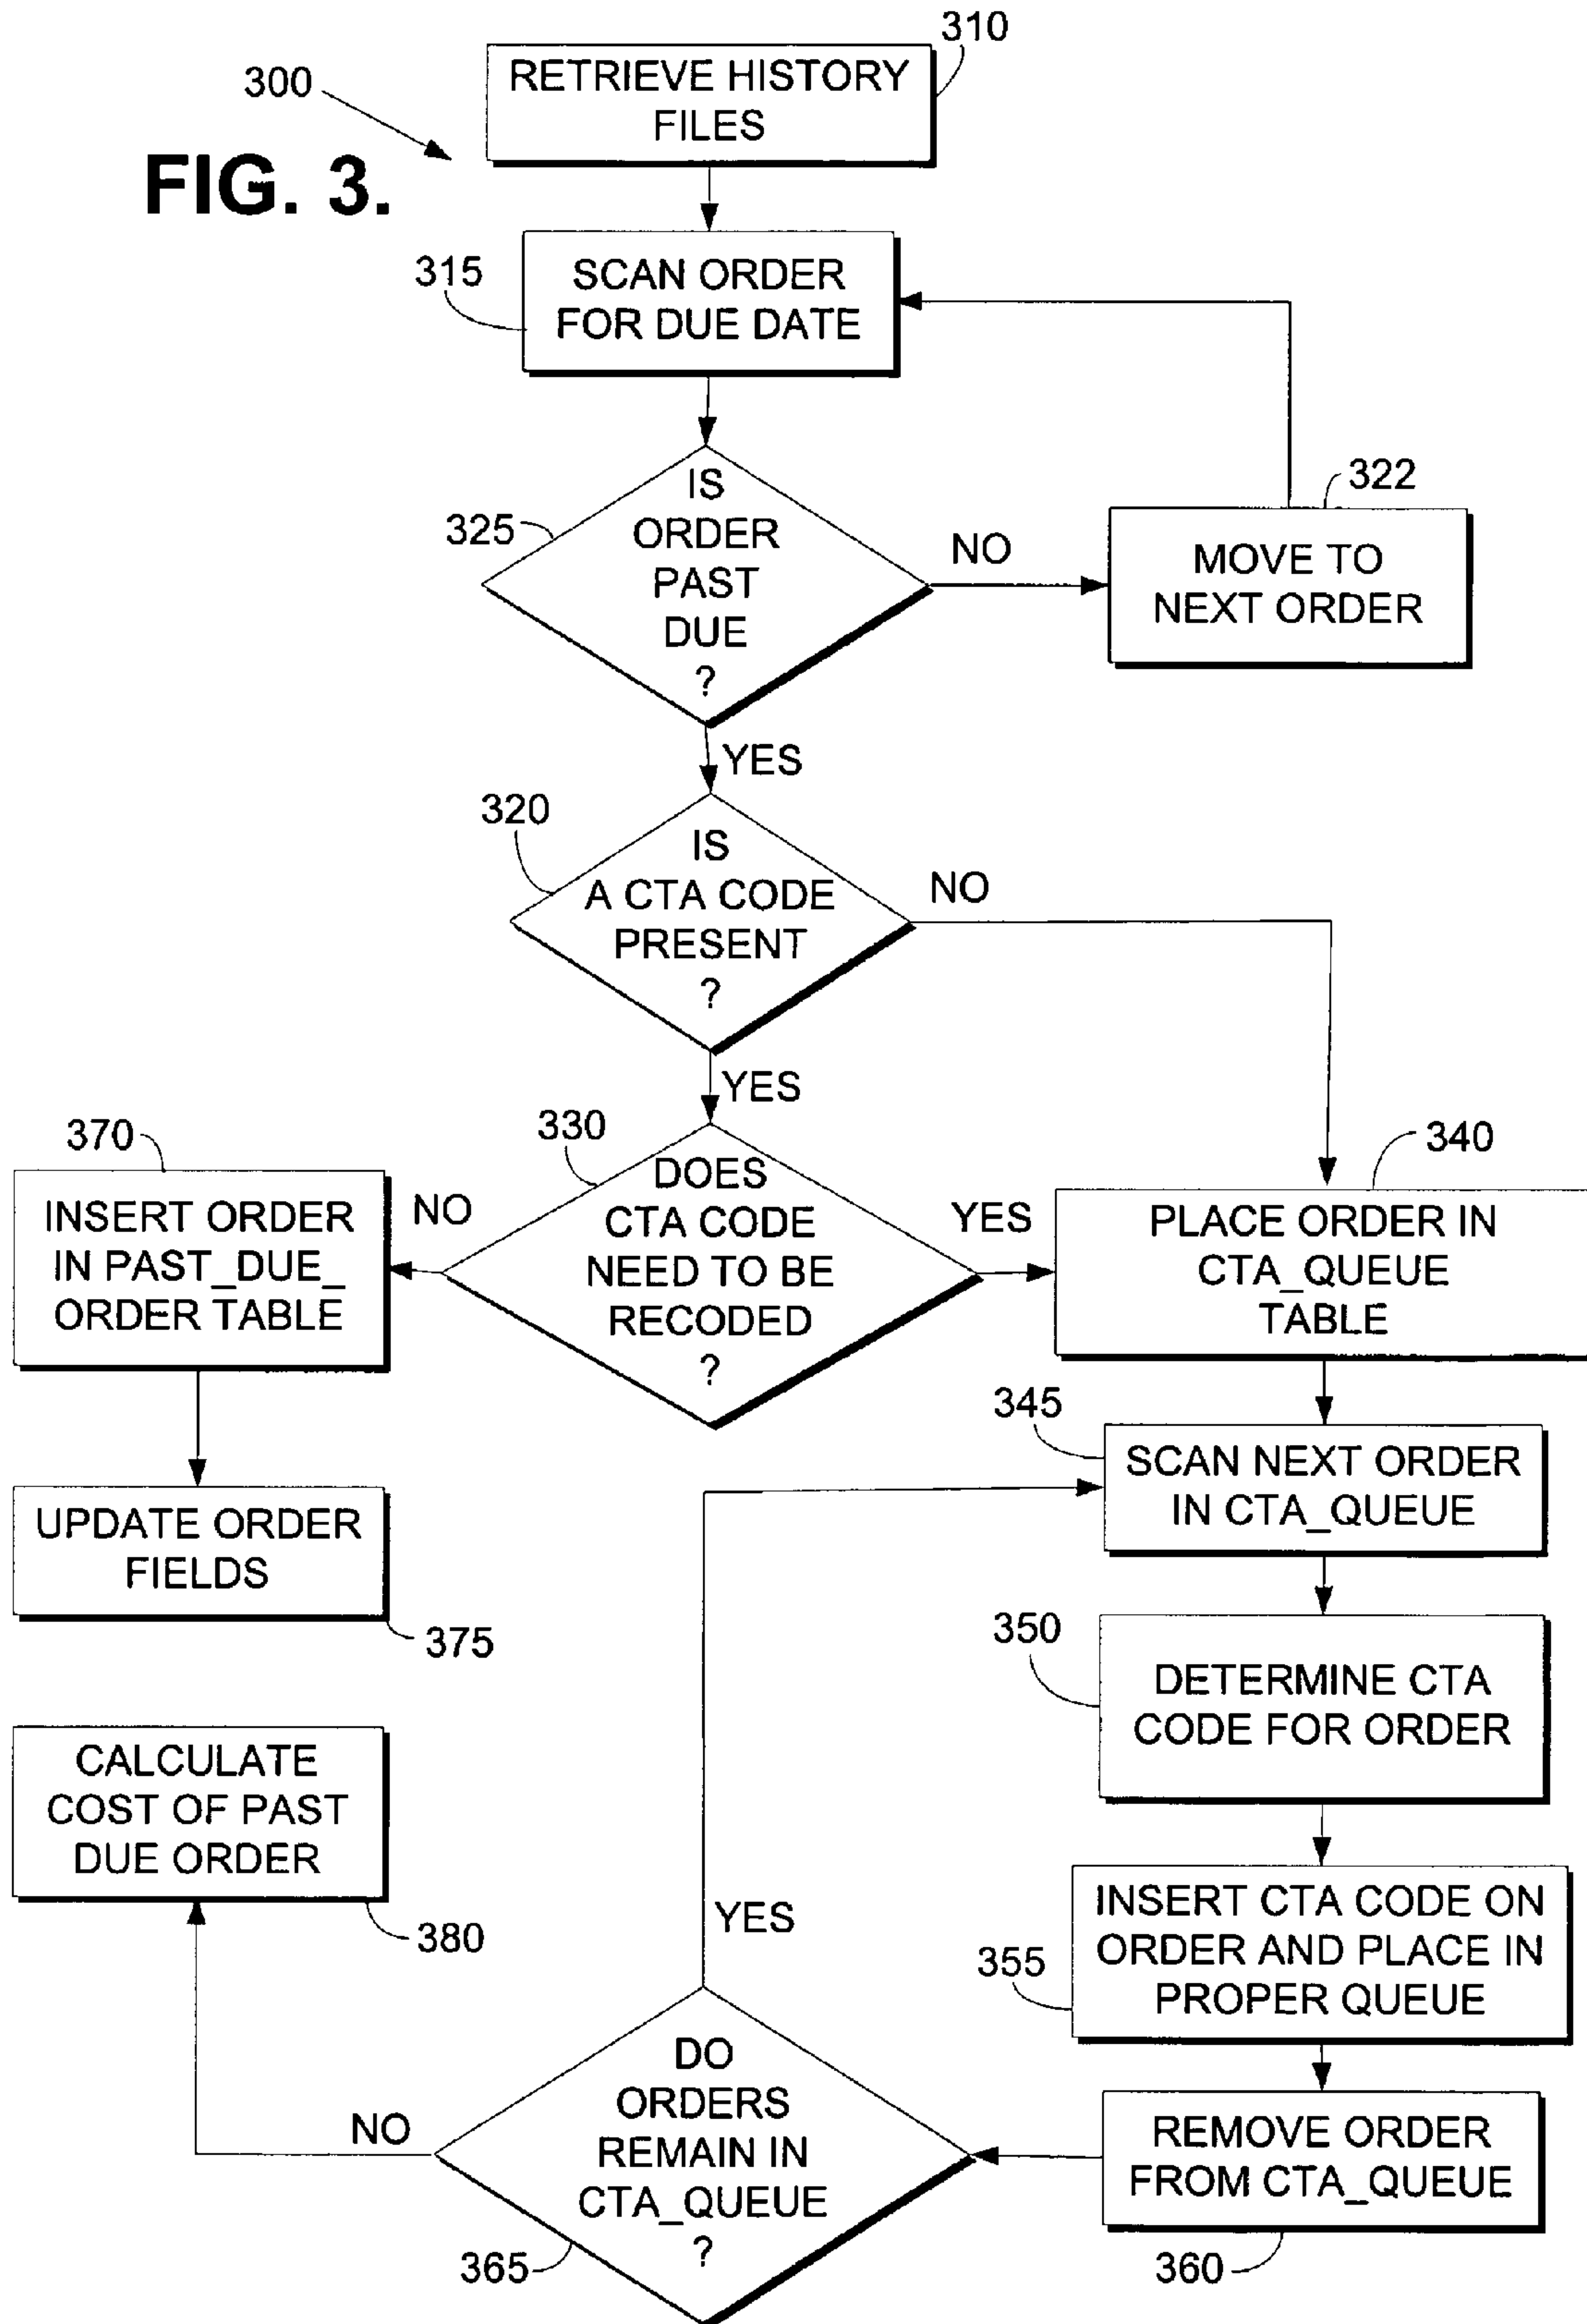 310
RETRIEVE HISTORY
FILES
300
FIG. 3.
315
SCAN ORDER
FOR DUE DATE
322
MOVE TO
NEXT ORDER
325
IS
ORDER
PAST
DUE
?
NO
YES
320
IS
A CTA CODE
PRESENT
?
NO
YES
370
INSERT ORDER
IN PAST_DUE_
ORDER TABLE
NO
330
DOES
CTA CODE
NEED TO BE
RECODED
?
YES
340
PLACE ORDER IN
CTA_QUEUE
TABLE
345
SCAN NEXT ORDER
IN CTA_QUEUE
UPDATE ORDER
FIELDS
375
350
DETERMINE CTA
CODE FOR ORDER
CALCULATE
COST OF PAST
DUE ORDER
380
YES
355
INSERT CTA CODE ON
ORDER AND PLACE IN
PROPER QUEUE
NO
DO
ORDERS
REMAIN IN
CTA_QUEUE
?
365
REMOVE ORDER
FROM CTA_QUEUE
360